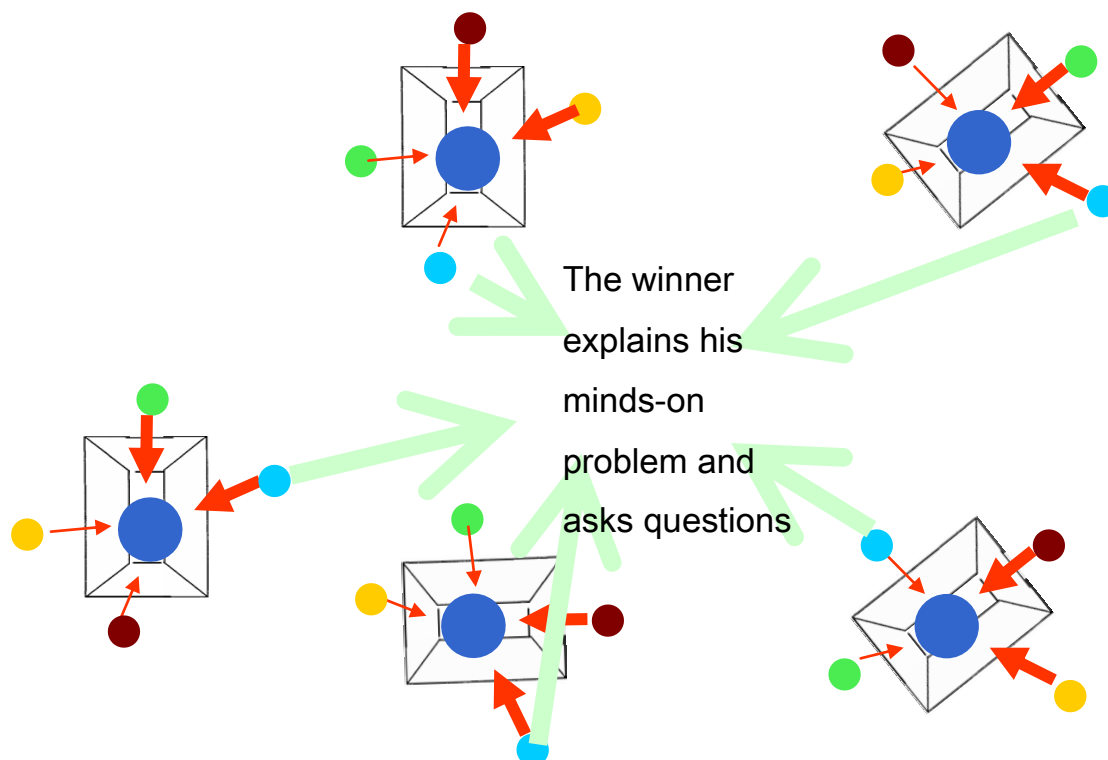 The winner
explains his
minds-on
problem and
asks questions